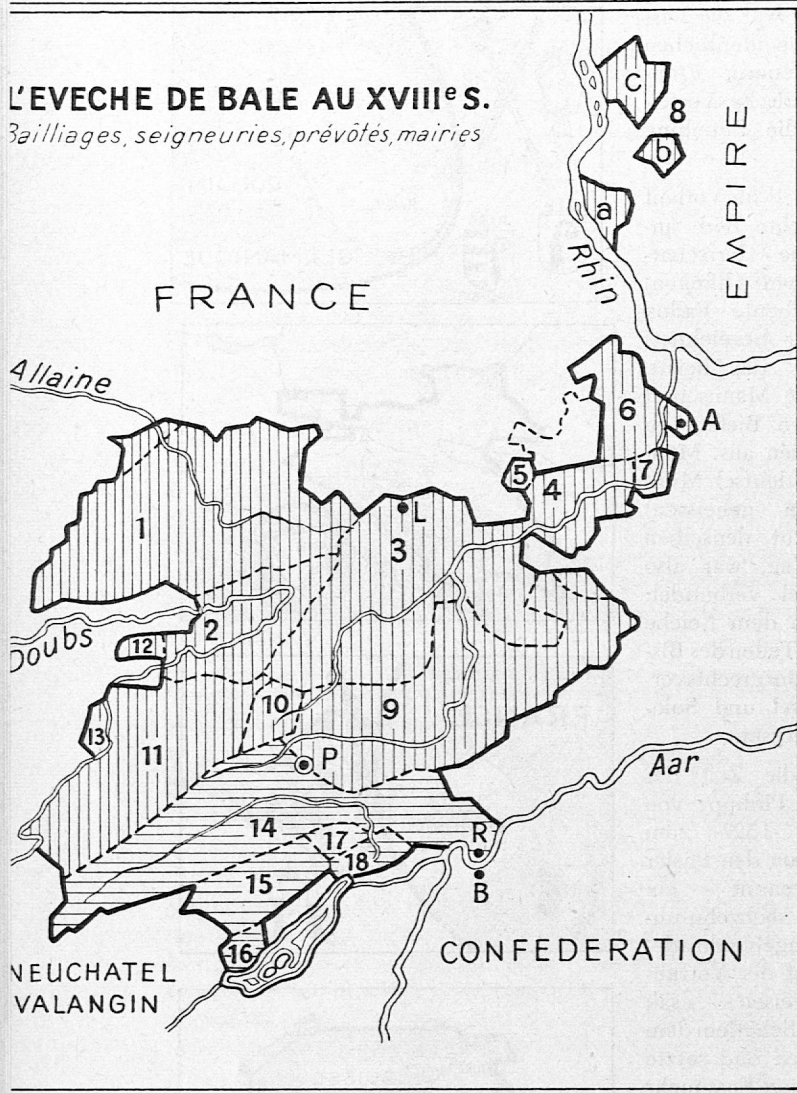 L'EVECHE DE BALE AU XVIIIe S.
Bailliages, seigneuries, prévôtés, mairies
c
8
b
a
EMPIRE
Rhin
FRANCE
Allaine
6
A
5
4
7
1
L
3
2
Doubs
12
10
9
13
11
P
Aar
14
17
R
18
15
B
16
CONFEDERATION
NEUCHATEL
VALANGIN